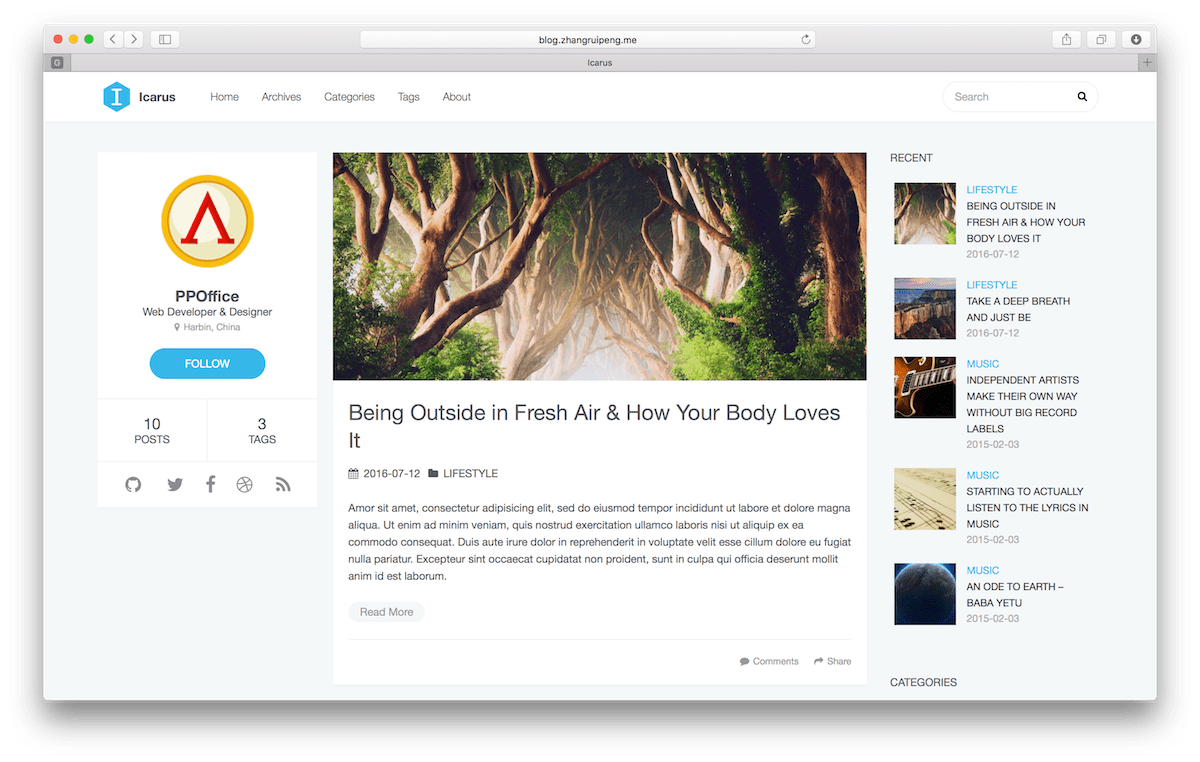 blog.zhangruipeng.me
G
Icarus
I
Icarus
Home
Archives
Categories
Tags
About
Search
PPOffice
Web Developer & Designer
Harbin, China
FOLLOW
10
POSTS
3
TAGS
Being Outside in Fresh Air & How Your Body Loves
It
2016-07-12 LIFESTYLE
Amor sit amet, consectetur adipisicing elit, sed do eiusmod tempor incididunt ut labore et dolore magna
aliqua. Ut enim ad minim veniam, quis nostrud exercitation ullamco laboris nisi ut aliquip ex ea
commodo consequat. Duis aute irure dolor in reprehenderit in voluptate velit esse cillum dolore eu fugiat
nulla pariatur. Excepteur sint occaecat cupidatat non proident, sunt in culpa qui officia deserunt mollit
anim id est laborum.
Read More
Comments
Share
RECENT
LIFESTYLE
BEING OUTSIDE IN
FRESH AIR & HOW YOUR
BODY LOVES IT
2016-07-12
LIFESTYLE
TAKE A DEEP BREATH
AND JUST BE
2016-07-12
MUSIC
INDEPENDENT ARTISTS
MAKE THEIR OWN WAY
WITHOUT BIG RECORD
LABELS
2015-02-03
MUSIC
STARTING TO ACTUALLY
LISTEN TO THE LYRICS IN
MUSIC
2015-02-03
MUSIC
AN ODE TO EARTH –
BABA YETU
2015-02-03
CATEGORIES